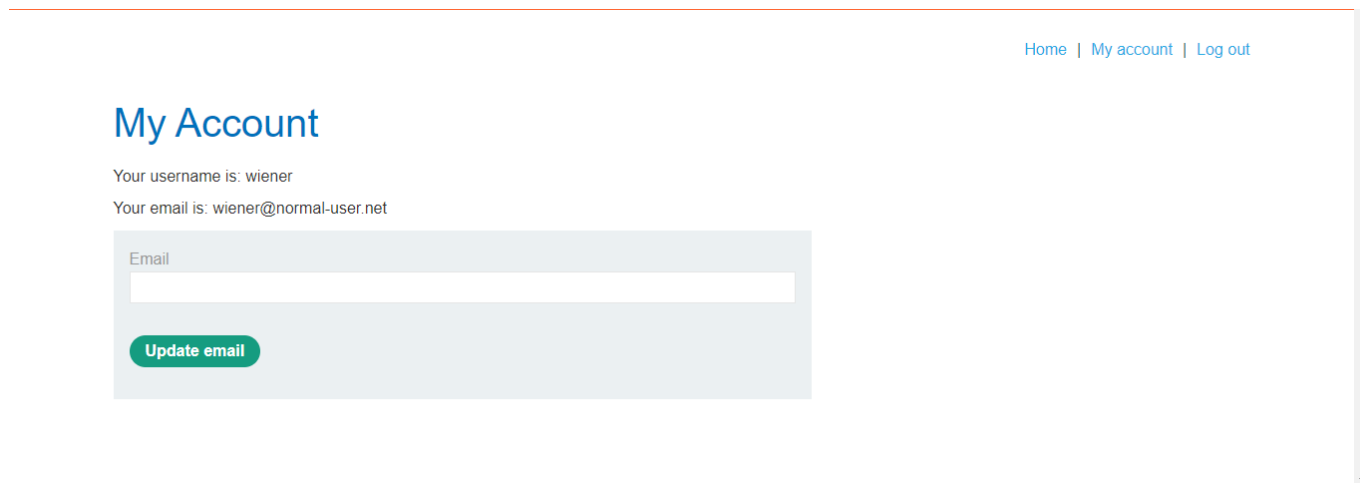 Home | My account | Log out
My Account
Your username is: wiener
Your email is: wiener@normal-user.net
Email
Update email